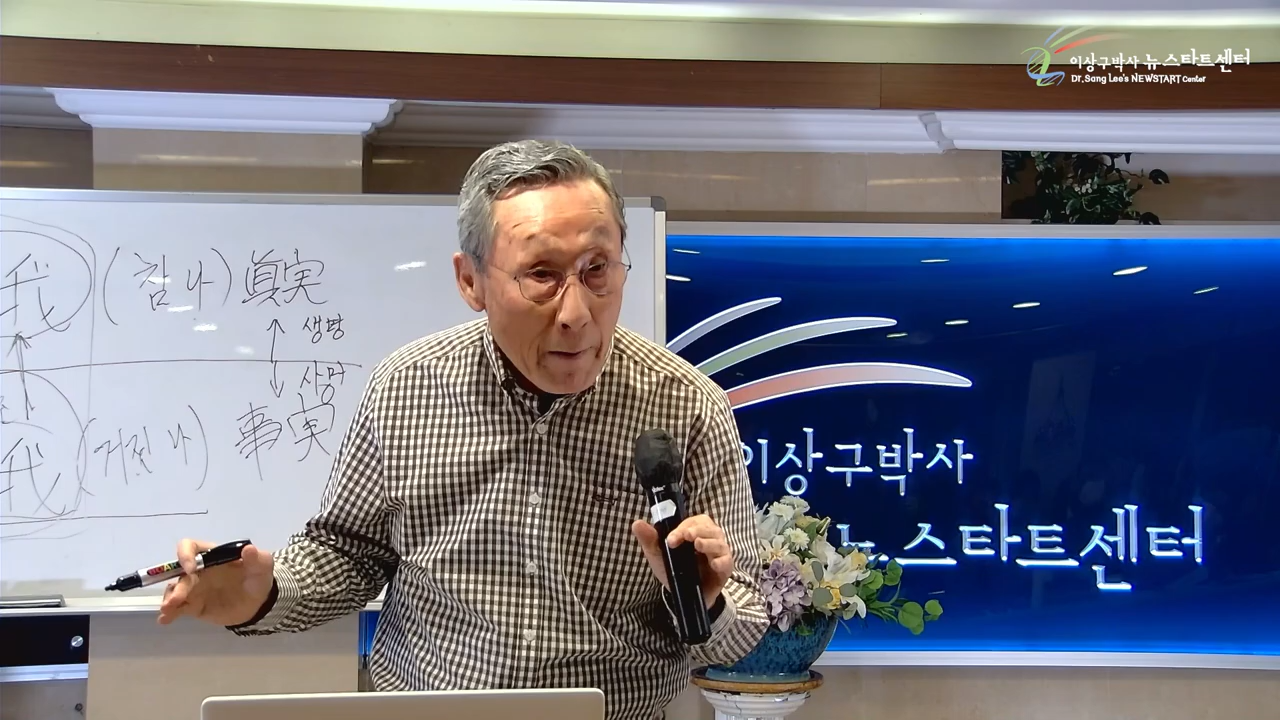 이상구박사 뉴스타트센터
Dr. Sang Lee's NEWSTART Center
我 (참 나) 眞実
생명
사망
我 (거짓 나) 事実
이상구박사
뉴스타트센터